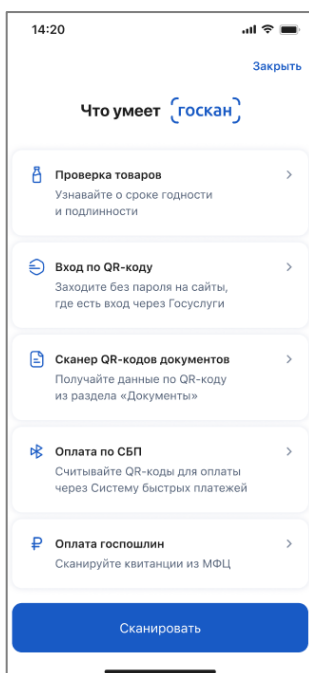 14:20
Закрыть
Что умеет госкан
Проверка товаров
Узнавайте о сроке годности
и подлинности
Вход по QR-коду
Заходите без пароля на сайты,
где есть вход через Госуслуги
Сканер QR-кодов документов
Получайте данные по QR-коду
из раздела «Документы»
Оплата по СБП
Считывайте QR-коды для оплаты
через Систему быстрых платежей
Оплата госпошлин
Сканируйте квитанции из МФЦ
Сканировать